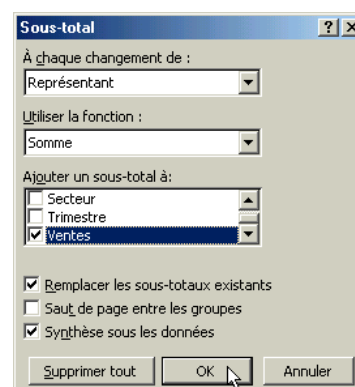 Sous-total
À chaque changement de :
Représentant
Utiliser la fonction :
Somme
Ajouter un sous-total à:
Secteur
Trimestre
Ventes
Remplacer les sous-totaux existants
Saut de page entre les groupes
Synthèse sous les données
Supprimer tout OK Annuler